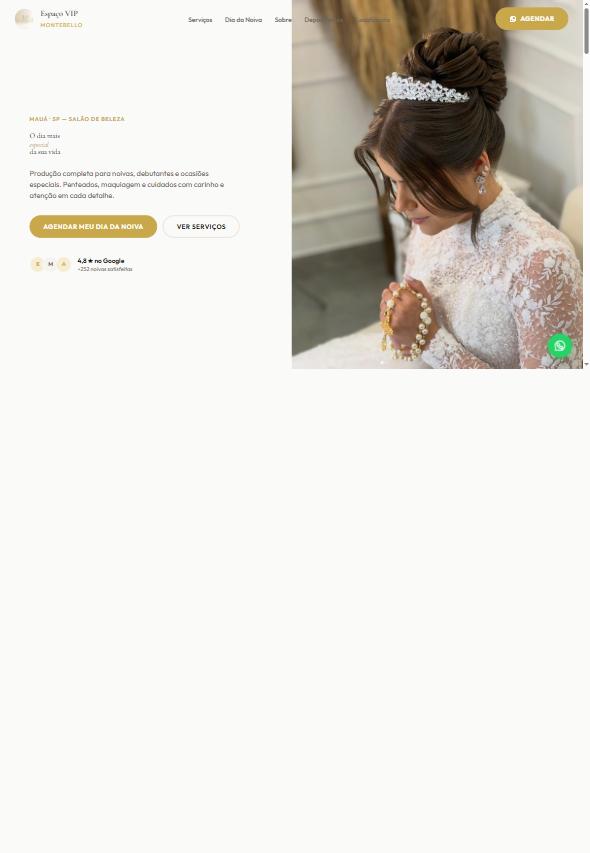 Espaço VIP
MONTEBELLO
Serviços Dia da Noiva Sobre
AGENDAR
MAUÁ · SP — SALÃO DE BELEZA
O dia mais
especial
da sua vida
Produção completa para noivas, debutantes e ocasiões
especiais. Penteados, maquiagem e cuidados com carinho e
atenção em cada detalhe.
AGENDAR MEU DIA DA NOIVA
VER SERVIÇOS
E M A
4,8 ★ no Google
+252 noivas satisfeitas